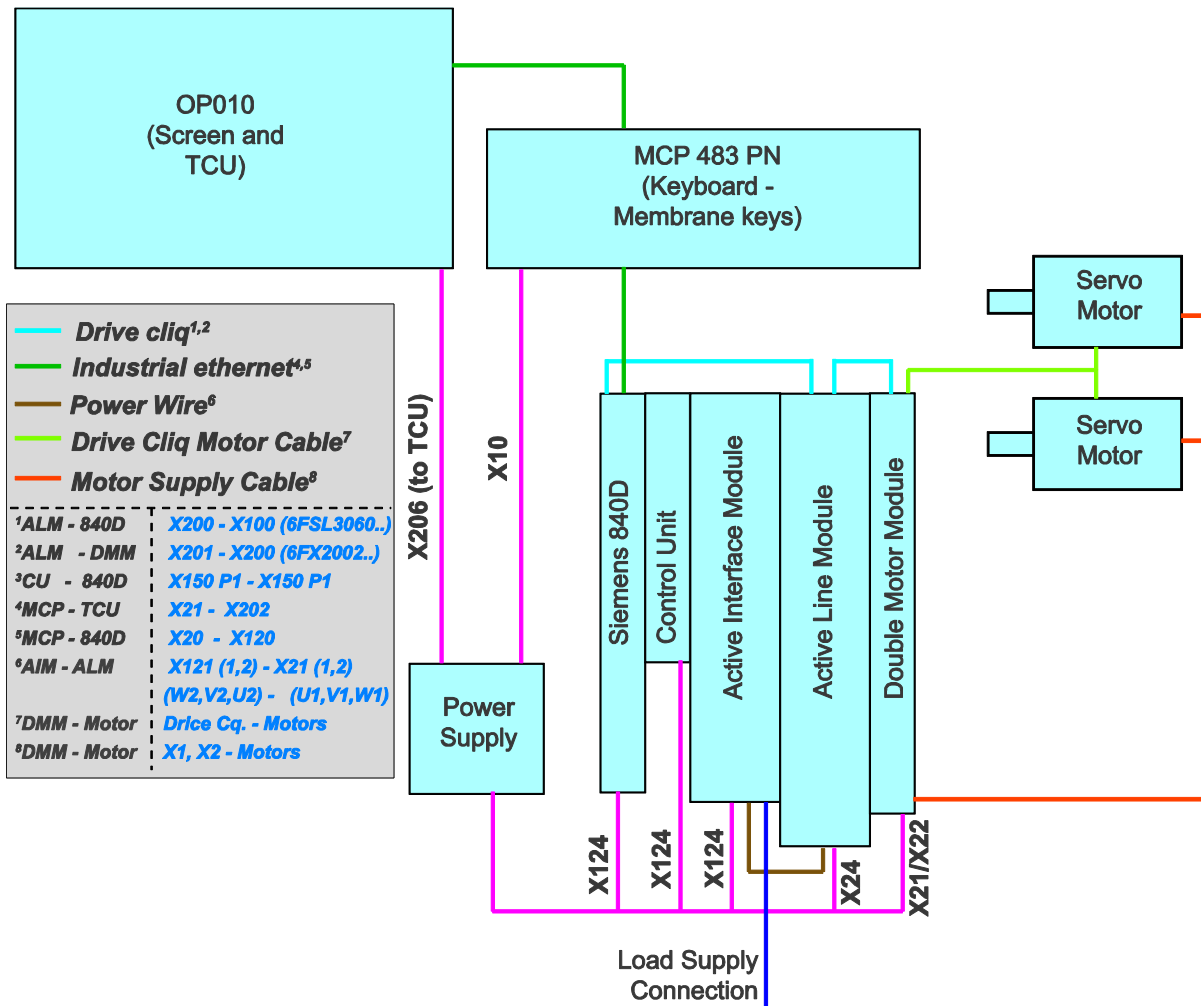 OP010
(Screen and
TCU)
MCP 483 PN
(Keyboard -
Membrane keys)
Servo
Motor
Servo
Motor
Drive cliq1,2
Industrial ethernet4,5
Power Wire6
Drive Cliq Motor Cable7
Motor Supply Cable8
1ALM - 840D X200 - X100 (6FSL3060..)
2ALM - DMM X201 - X200 (6FX2002..)
3CU - 840D X150 P1 - X150 P1
4MCP - TCU X21 - X202
5MCP - 840D X20 - X120
6AIM - ALM X121 (1,2) - X21 (1,2)
(W2,V2,U2) - (U1,V1,W1)
7DMM - Motor Drice Cq. - Motors
8DMM - Motor X1, X2 - Motors
X206 (to TCU)
X10
Siemens 840D
Control Unit
Active Interface Module
Active Line Module
Double Motor Module
Power
Supply
X124
X124
X124
X24
X21/X22
Load Supply
Connection